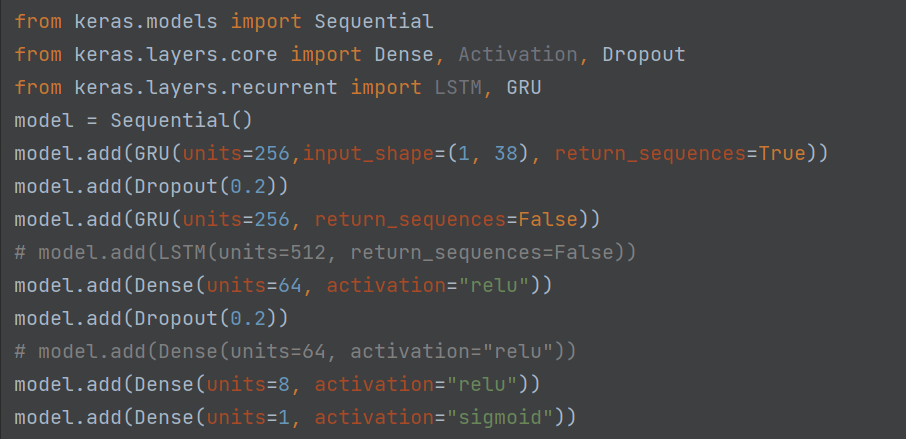 from keras.models import Sequential
from keras.layers.core import Dense, Activation, Dropout
from keras.layers.recurrent import LSTM, GRU
model = Sequential()
model.add(GRU(units=256,input_shape=(1, 38), return_sequences=True))
model.add(Dropout(0.2))
model.add(GRU(units=256, return_sequences=False))
# model.add(LSTM(units=512, return_sequences=False))
model.add(Dense(units=64, activation="relu"))
model.add(Dropout(0.2))
# model.add(Dense(units=64, activation="relu"))
model.add(Dense(units=8, activation="relu"))
model.add(Dense(units=1, activation="sigmoid"))